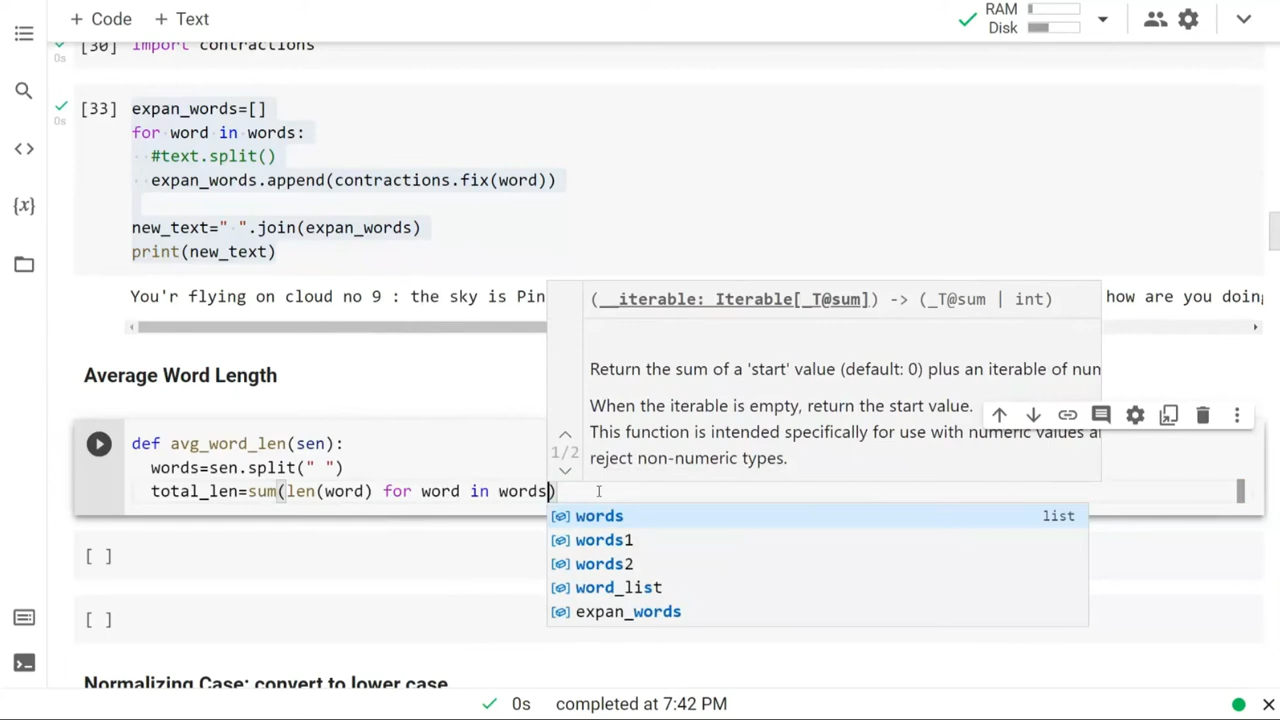 + Code + Text
RAM
Disk
[30] import contractions
0s
[33] expan_words=[]
0s
for word in words:
#text.split()
expan_words.append(contractions.fix(word))
new_text=" ".join(expan_words)
print(new_text)
You'r flying on cloud no 9 : the sky is Pin
how are you doing
(__iterable: Iterable[_T@sum]) -> (_T@sum | int)
Return the sum of a 'start' value (default: 0) plus an iterable of num
When the iterable is empty, return the start value.
This function is intended specifically for use with numeric values a
reject non-numeric types.
1/2
Average Word Length
def avg_word_len(sen):
words=sen.split(" ")
total_len=sum(len(word) for word in words)
words list
words1
words2
word_list
expan_words
[ ]
[ ]
Normalizing Case: convert to lower case
0s completed at 7:42 PM